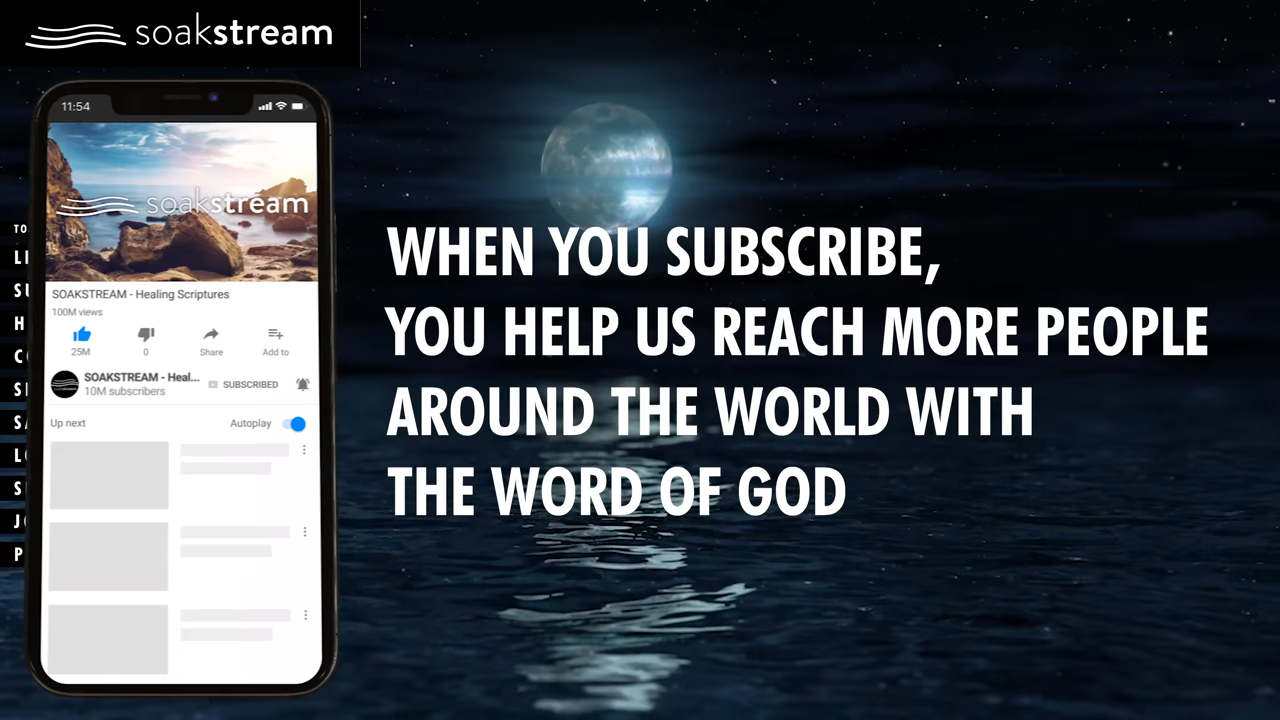 soakstream
11:54
soakstream
SOAKSTREAM - Healing Scriptures
100M views
25M
0
Share
Add to
SOAKSTREAM - Heal...
SUBSCRIBED
10M subscribers
Up next
Autoplay
WHEN YOU SUBSCRIBE,
YOU HELP US REACH MORE PEOPLE
AROUND THE WORLD WITH
THE WORD OF GOD